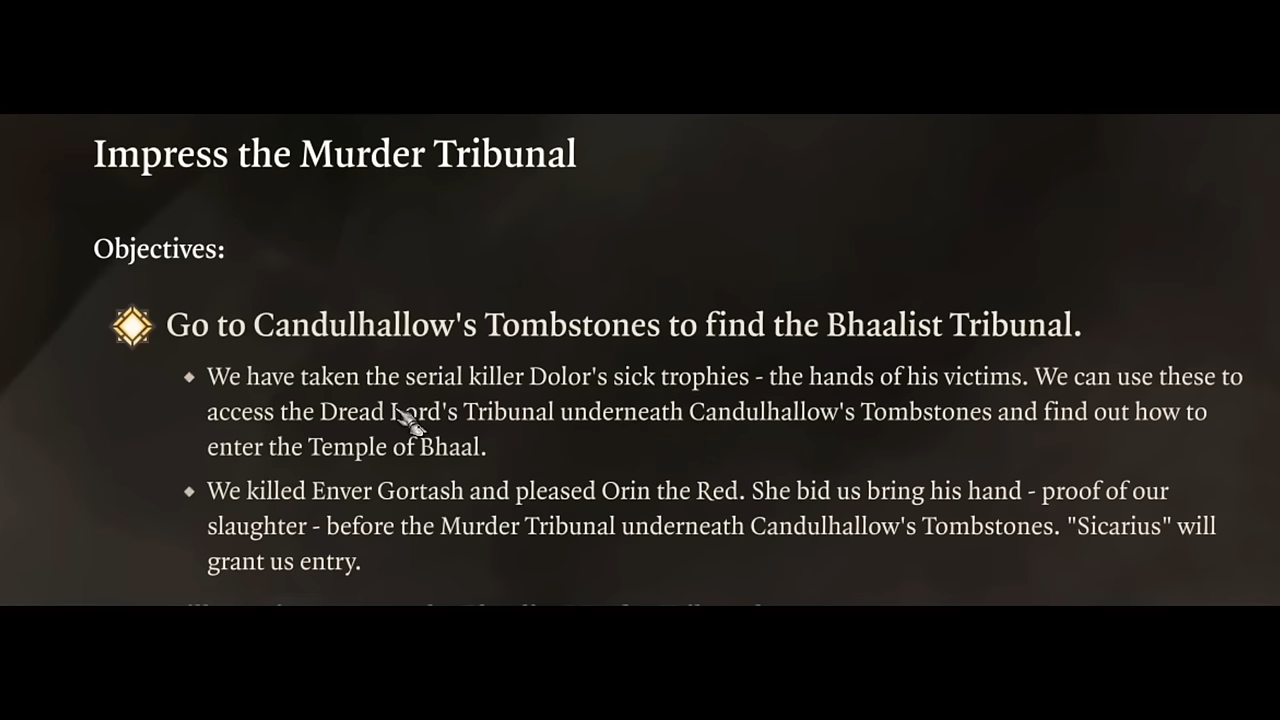 Impress the Murder Tribunal
Objectives:
Go to Candulhallow's Tombstones to find the Bhaalist Tribunal.
We have taken the serial killer Dolor's sick trophies - the hands of his victims. We can use these to
access the Dread Lord's Tribunal underneath Candulhallow's Tombstones and find out how to
enter the Temple of Bhaal.
We killed Enver Gortash and pleased Orin the Red. She bid us bring his hand - proof of our
slaughter - before the Murder Tribunal underneath Candulhallow's Tombstones. "Sicarius" will
grant us entry.